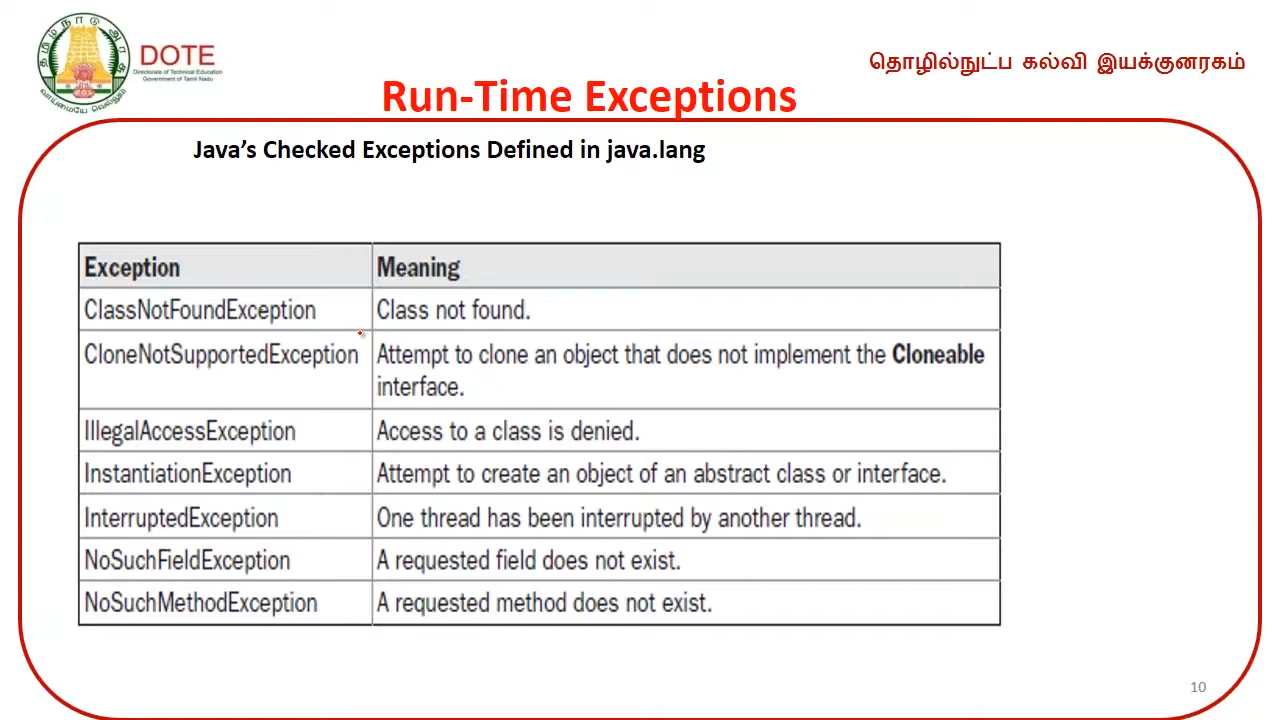 தமிழ்நாடு அரசு
வாய்மையே வெல்லும்
DOTE
Directorate of Technical Education
Government of Tamil Nadu
தொழில்நுட்ப கல்வி இயக்குனரகம்
Run-Time Exceptions
Java’s Checked Exceptions Defined in java.lang
Exception Meaning
ClassNotFoundException Class not found.
CloneNotSupportedException Attempt to clone an object that does not implement the Cloneable
interface.
IllegalAccessException Access to a class is denied.
InstantiationException Attempt to create an object of an abstract class or interface.
InterruptedException One thread has been interrupted by another thread.
NoSuchFieldException A requested field does not exist.
NoSuchMethodException A requested method does not exist.
10